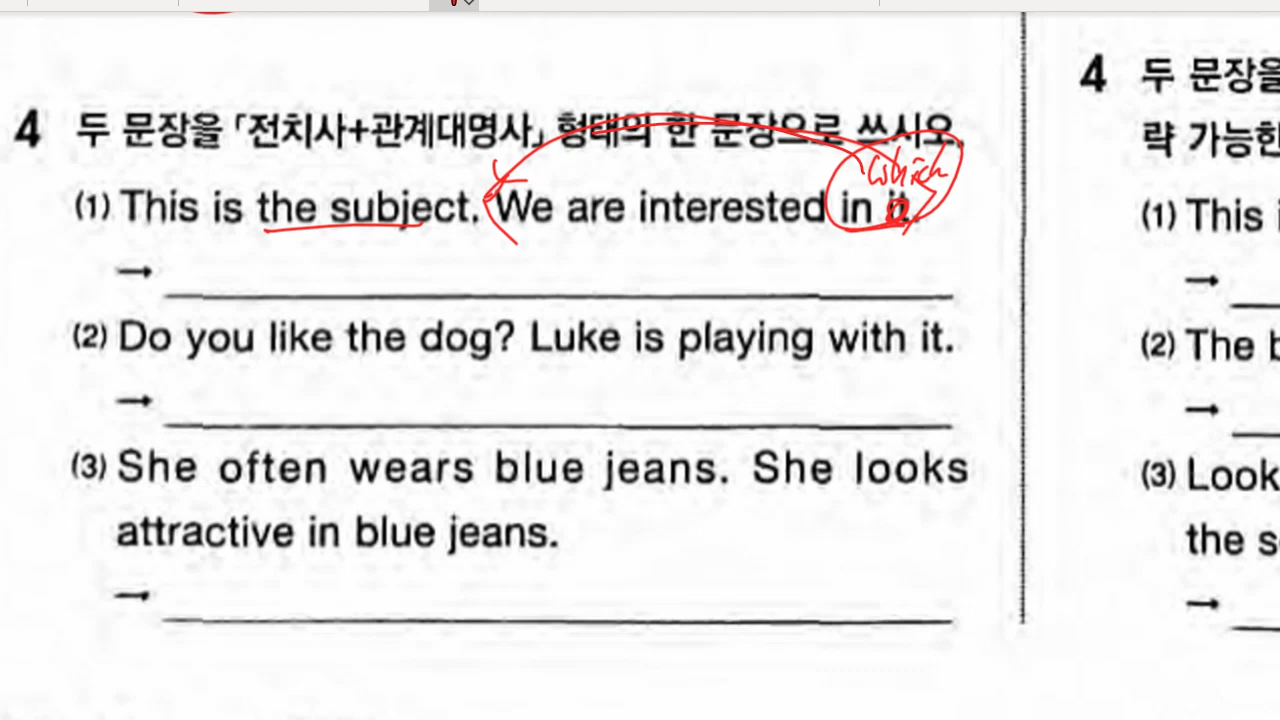 4 두 문장을 「전치사+관계대명사」 형태의 한 문장으로 쓰시오.
which
(1) This is the subject. We are interested in it.
→
(2) Do you like the dog? Luke is playing with it.
→
(3) She often wears blue jeans. She looks
attractive in blue jeans.
→
4 두 문장을
략 가능한
(1) This i
→
(2) The b
→
(3) Look
the s
→